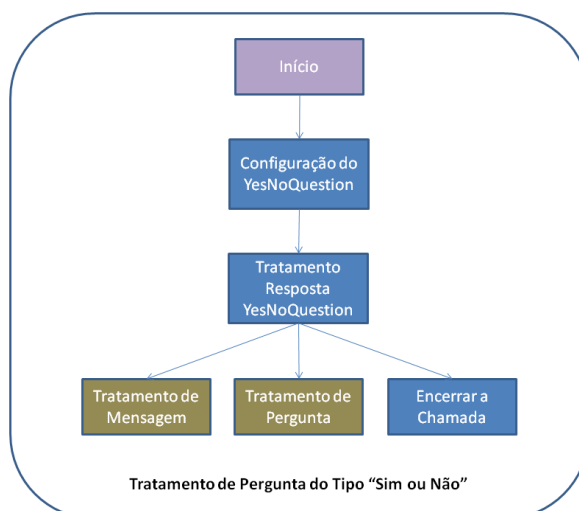 Início
Configuração do
YesNoQuestion
Tratamento
Resposta
YesNoQuestion
Tratamento de
Mensagem
Tratamento de
Pergunta
Encerrar a
Chamada
Tratamento de Pergunta do Tipo “Sim ou Não”